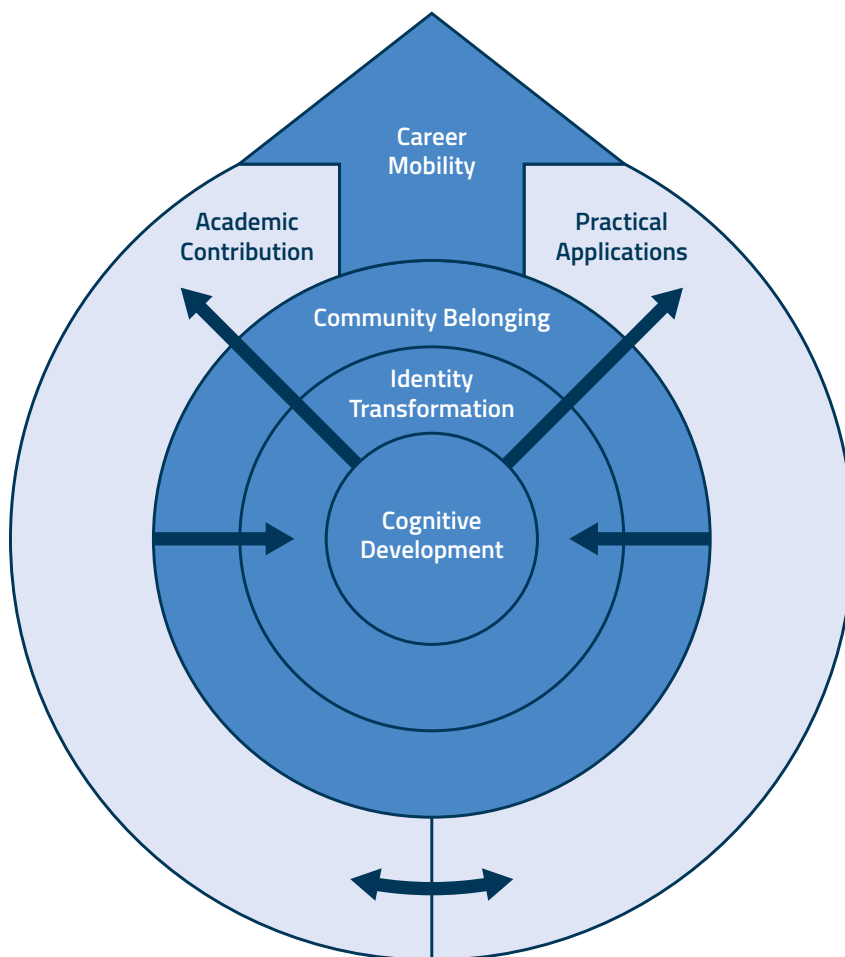 Career
Mobility
Academic
Contribution
Practical
Applications
Community Belonging
Identity
Transformation
Cognitive
Development